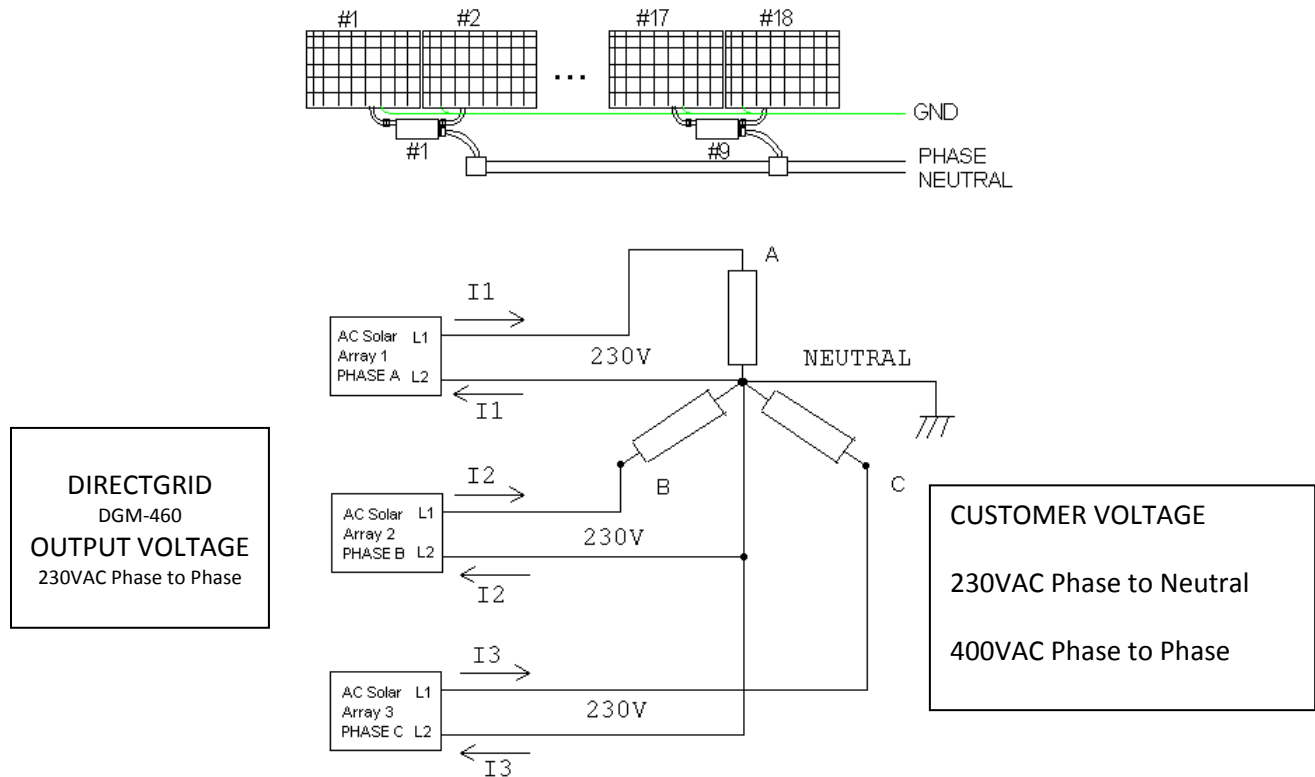 #1
#2
#17
#18
...
GND
#1
#9
PHASE
NEUTRAL
A
I1
AC Solar L1
Array 1
PHASE A L2
230V
NEUTRAL
I1
B
C
I2
AC Solar L1
Array 2
PHASE B L2
230V
I2
I3
AC Solar L1
Array 3
PHASE C L2
230V
I3
DIRECTGRID
DGM-460
OUTPUT VOLTAGE
230VAC Phase to Phase
CUSTOMER VOLTAGE
230VAC Phase to Neutral
400VAC Phase to Phase